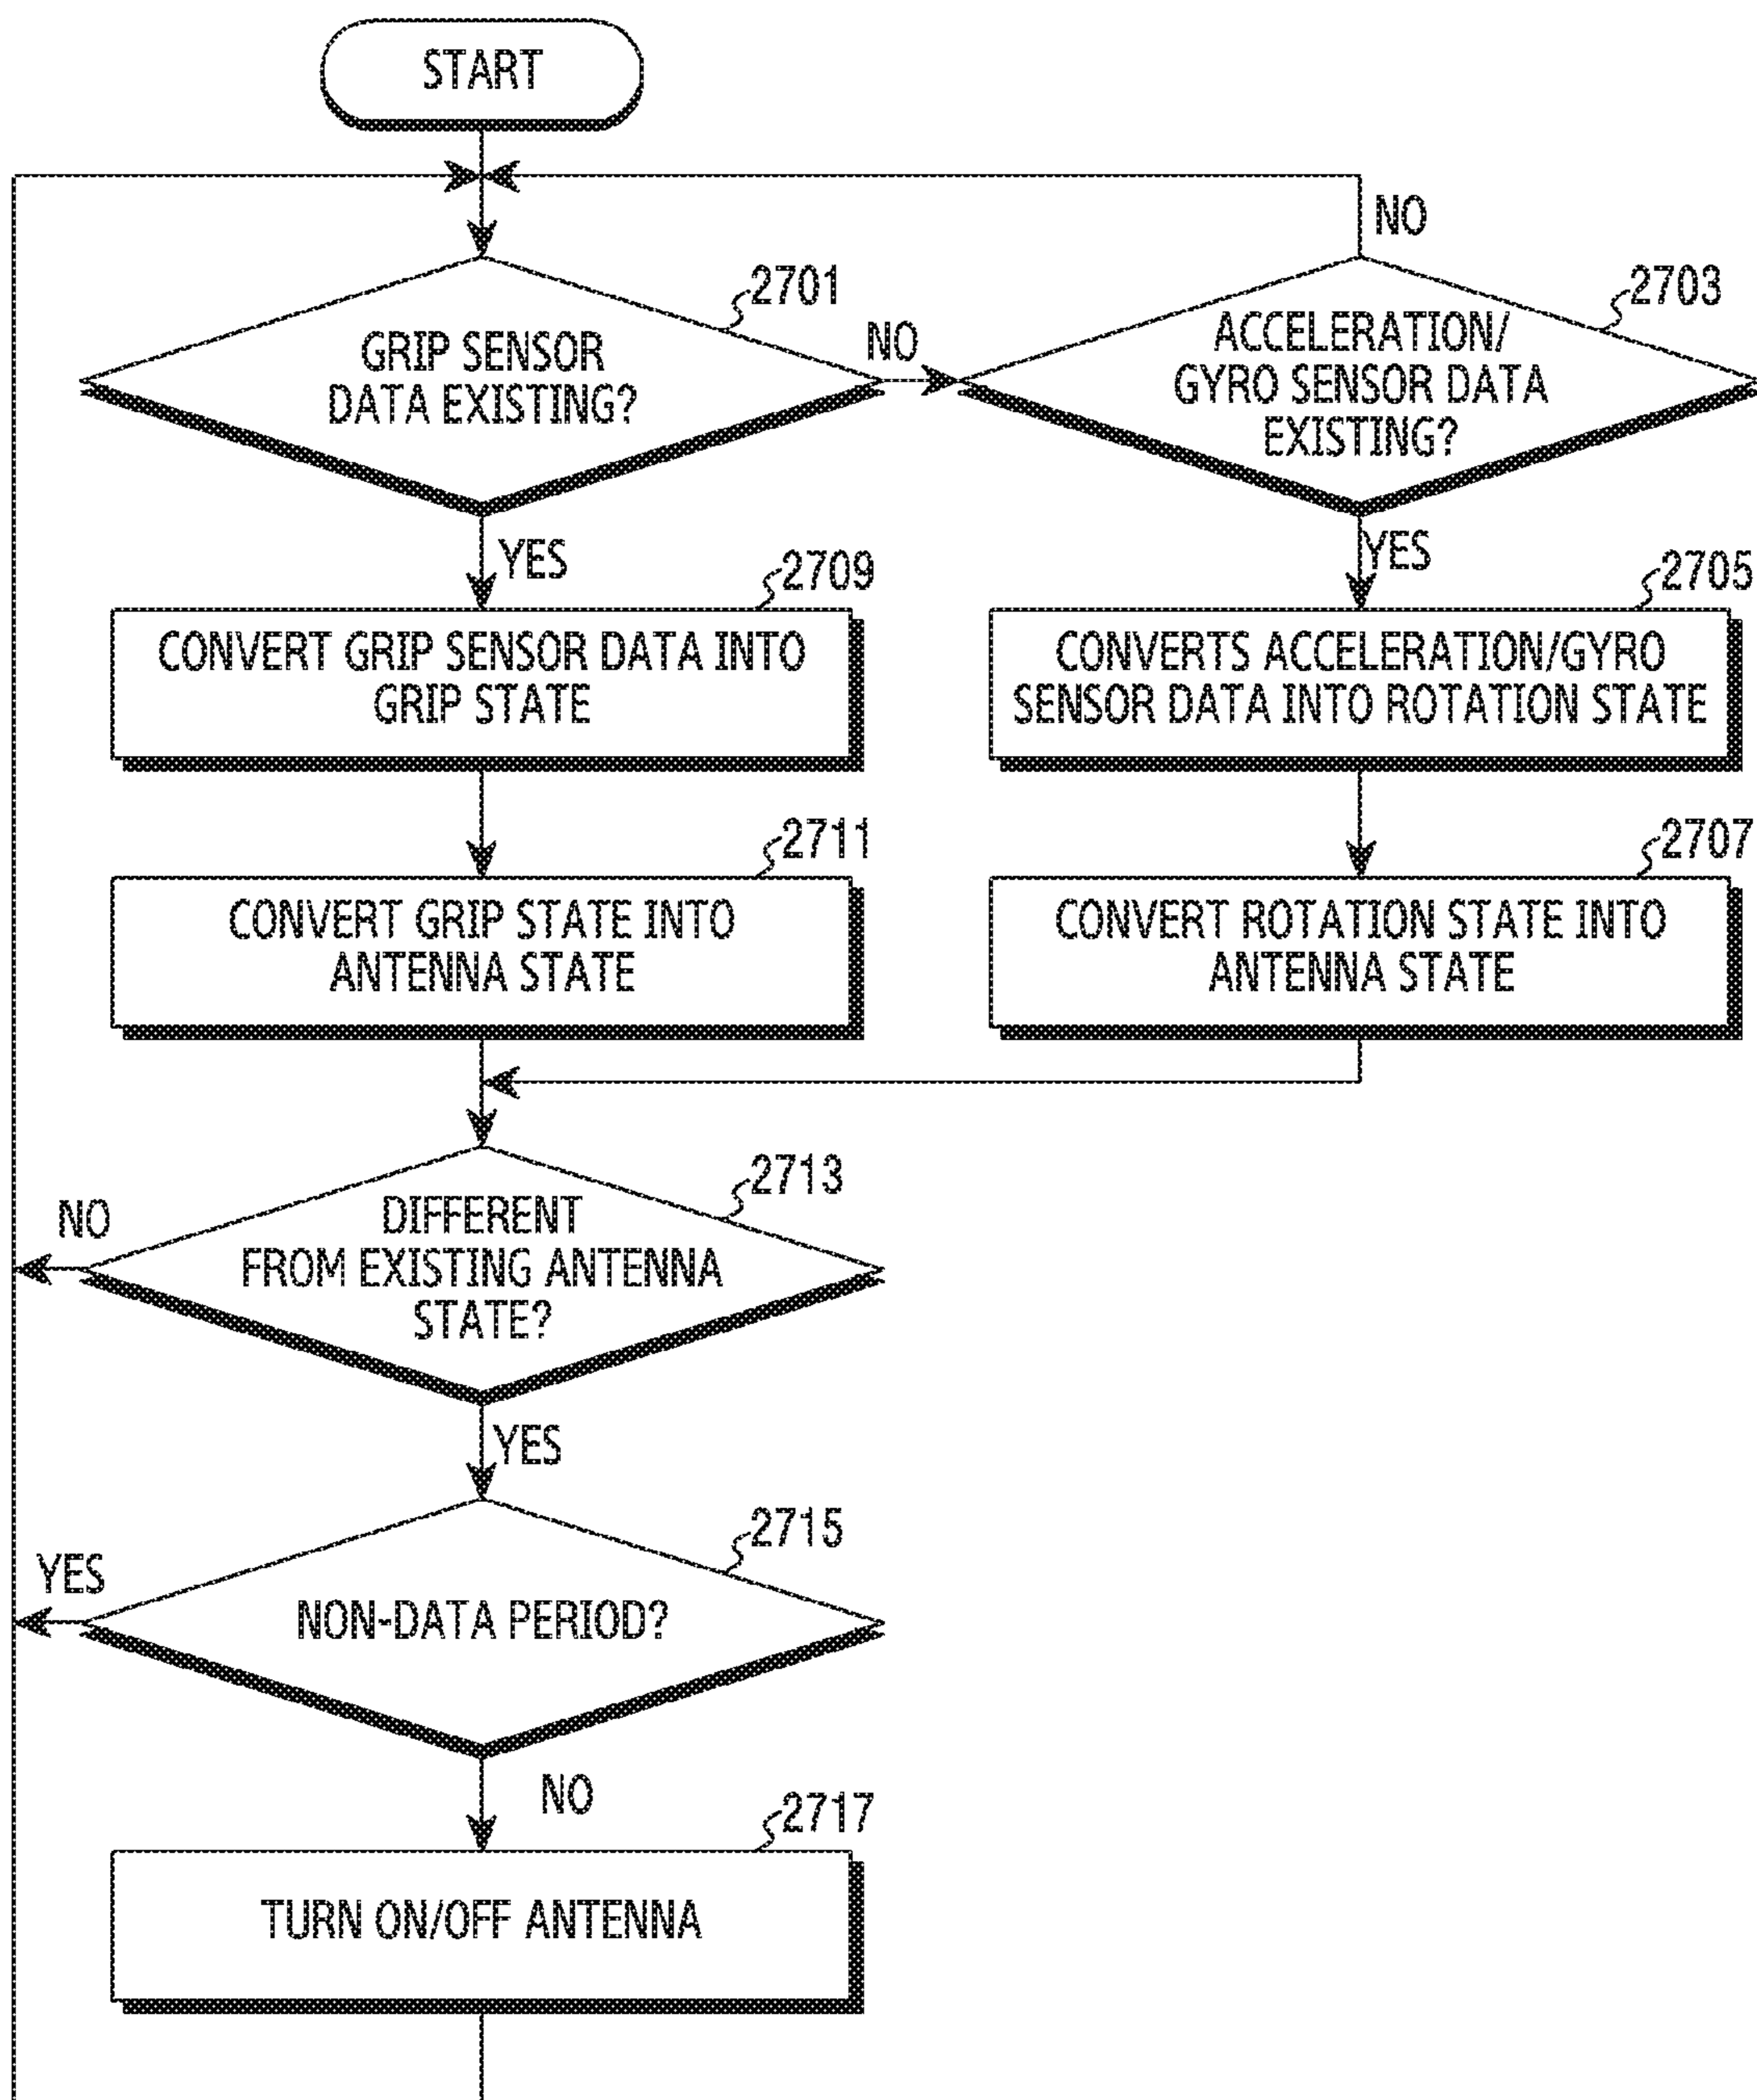 START
NO
2701
GRIP SENSOR
DATA EXISTING?
NO
2703
ACCELERATION/
GYRO SENSOR DATA
EXISTING?
YES
YES
2709
CONVERT GRIP SENSOR DATA INTO
GRIP STATE
2705
CONVERTS ACCELERATION/GYRO
SENSOR DATA INTO ROTATION STATE
2711
CONVERT GRIP STATE INTO
ANTENNA STATE
2707
CONVERT ROTATION STATE INTO
ANTENNA STATE
2713
NO
DIFFERENT
FROM EXISTING ANTENNA
STATE?
YES
2715
YES
NON-DATA PERIOD?
NO
2717
TURN ON/OFF ANTENNA